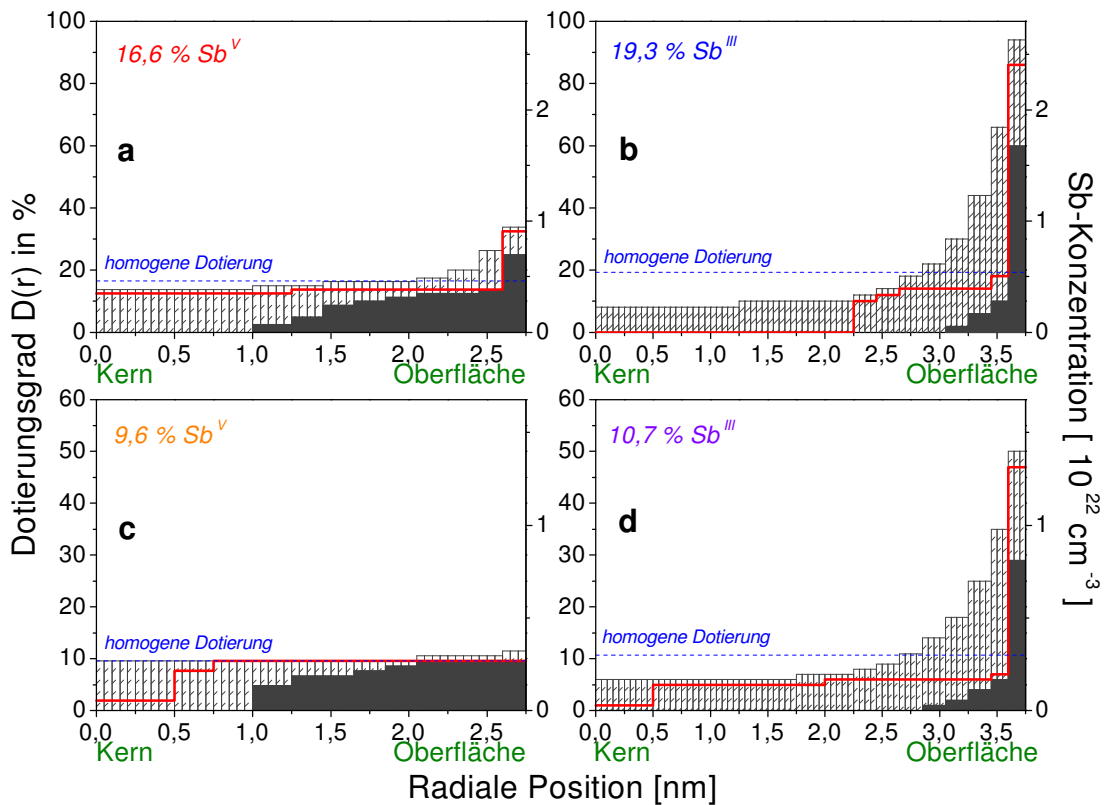 Dotierungsgrad D(r) in %
100
80
60
40
20
0
16,6 % Sb^V
a
homogene Dotierung
2
1
0
0,0 0,5 1,0 1,5 2,0 2,5
Kern Oberfläche
100
80
60
40
20
0
19,3 % Sb^III
b
homogene Dotierung
2
1
0
0,0 0,5 1,0 1,5 2,0 2,5 3,0 3,5
Kern Oberfläche
60
50
40
30
20
10
0
9,6 % Sb^V
c
homogene Dotierung
1
0
0,0 0,5 1,0 1,5 2,0 2,5
Kern Oberfläche
60
50
40
30
20
10
0
10,7 % Sb^III
d
homogene Dotierung
1
0
0,0 0,5 1,0 1,5 2,0 2,5 3,0 3,5
Kern Oberfläche
Sb-Konzentration [ 10^22 cm^-3 ]
Radiale Position [nm]